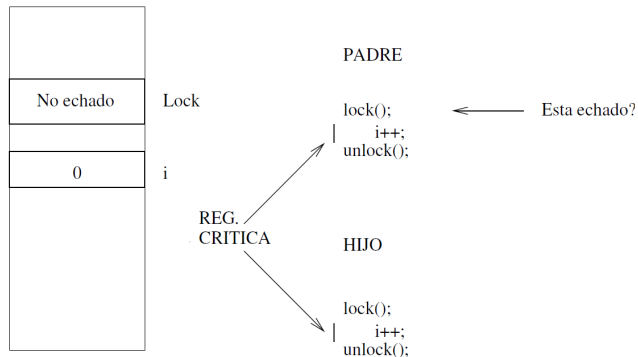 No echado
Lock
0
i
PADRE
lock();
i++;
unlock();
Esta echado?
REG.
CRITICA
HIJO
lock();
i++;
unlock();